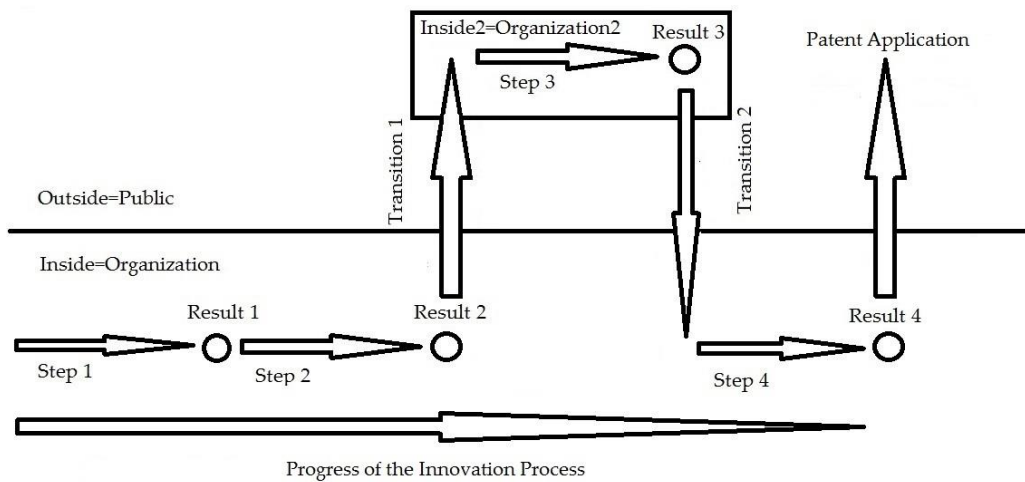 Inside2=Organization2
Result 3
Patent Application
Step 3
Transition 1
Transition 2
Outside=Public
Inside=Organization
Result 1
Result 2
Result 4
Step 1
Step 2
Step 4
Progress of the Innovation Process